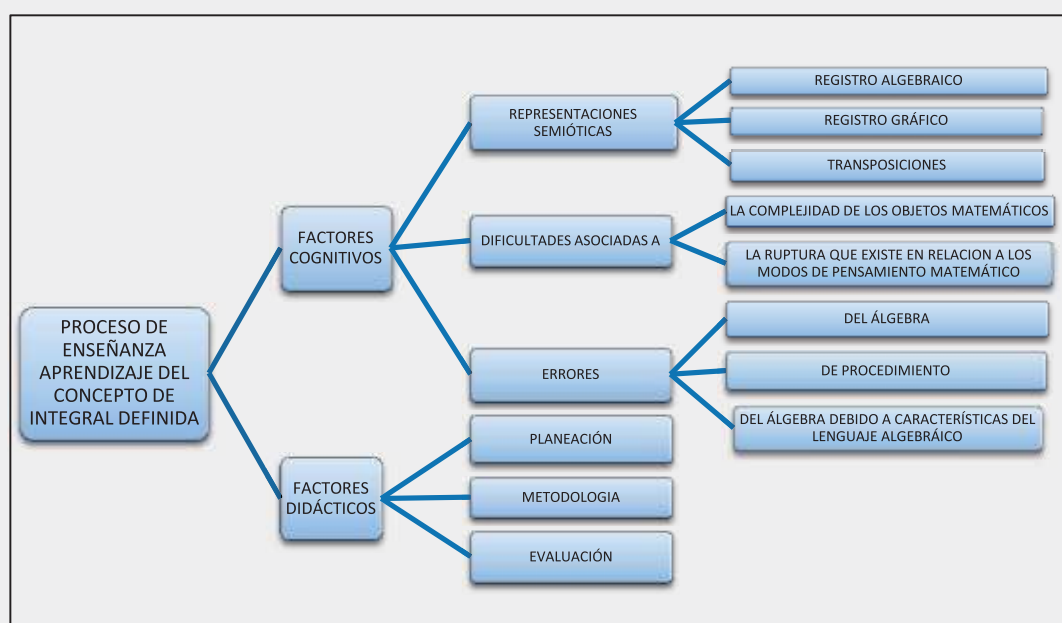 PROCESO DE
ENSEÑANZA
APRENDIZAJE DEL
CONCEPTO DE
INTEGRAL DEFINIDA
FACTORES
COGNITIVOS
REPRESENTACIONES
SEMIÓTICAS
REGISTRO ALGEBRAICO
REGISTRO GRÁFICO
TRANSPOSICIONES
DIFICULTADES ASOCIADAS A
LA COMPLEJIDAD DE LOS OBJETOS MATEMÁTICOS
LA RUPTURA QUE EXISTE EN RELACION A LOS
MODOS DE PENSAMIENTO MATEMÁTICO
ERRORES
DEL ÁLGEBRA
DE PROCEDIMIENTO
DEL ÁLGEBRA DEBIDO A CARACTERÍSTICAS DEL
LENGUAJE ALGEBRÁICO
FACTORES
DIDÁCTICOS
PLANEACIÓN
METODOLOGIA
EVALUACIÓN